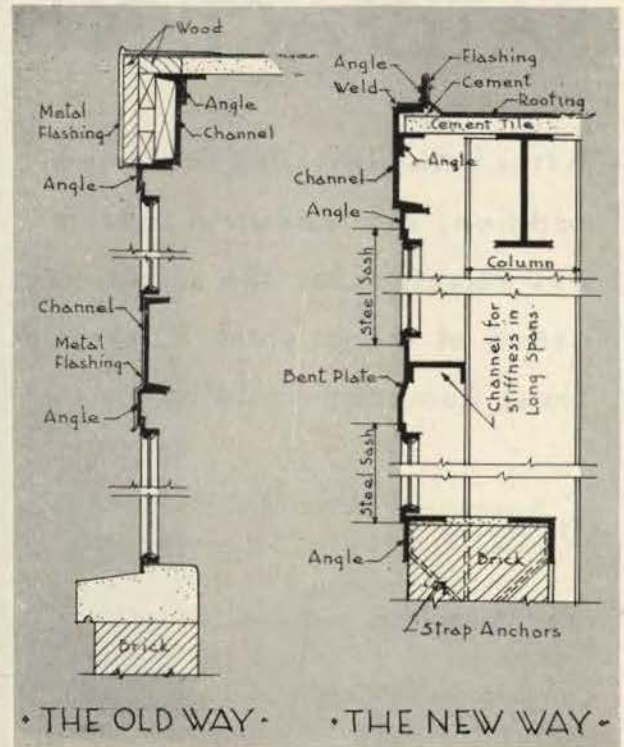 Wood
Metal
Flashing
Angle
Channel
Angle
Channel
Metal
Flashing
Angle
Brick
• THE OLD WAY •
Angle
Flashing
Weld
Cement
Roofing
Cement Tile
Angle
Channel
Angle
Steel Sash
Column
Channel for
stiffness in
Long Spans.
Bent Plate
Steel Sash
Angle
Brick
Strap Anchors
• THE NEW WAY •